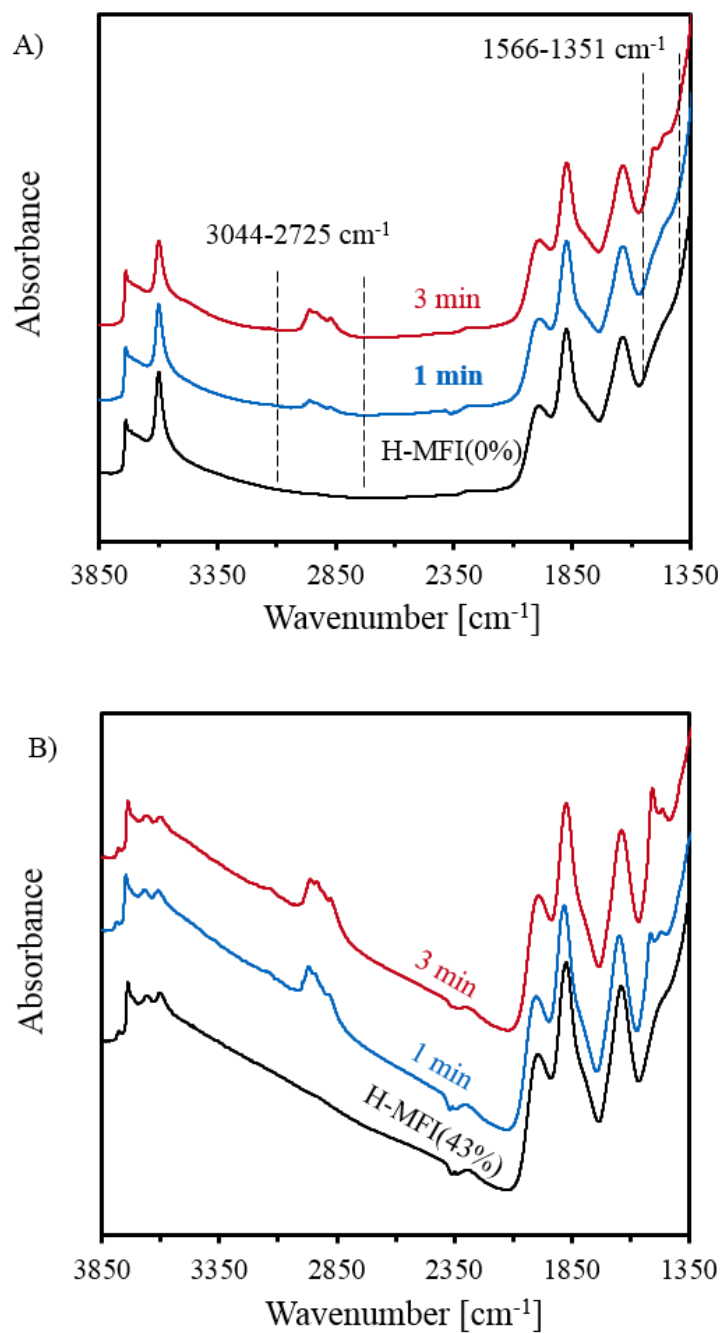 A)
1566-1351 cm⁻¹
3044-2725 cm⁻¹
3 min
1 min
H-MFI(0%)
Absorbance
3850 3350 2850 2350 1850 1350
Wavenumber [cm⁻¹]
B)
3 min
1 min
H-MFI(43%)
Absorbance
3850 3350 2850 2350 1850 1350
Wavenumber [cm⁻¹]